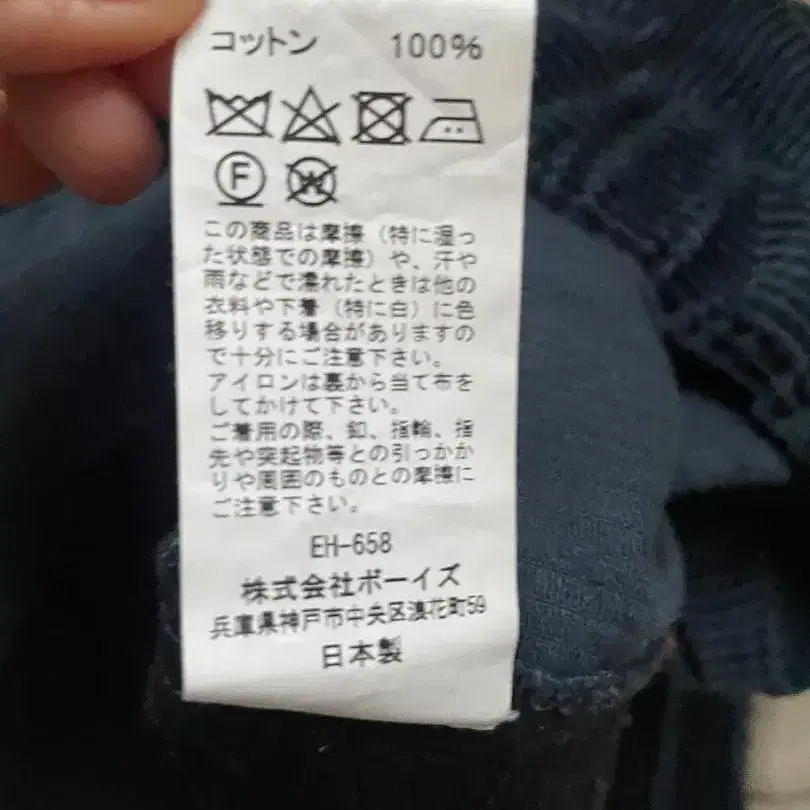 コットン 100%
F W
この商品は摩擦（特に湿っ
た状態での摩擦）や、汗や
雨などで濡れたときは他の
衣料や下着（特に白）に色
移りする場合がありますの
で十分にご注意下さい。
アイロンは裏から当て布を
してかけて下さい。
ご着用の際、釦、指輪、指
先や突起物等との引っかか
りや周囲のものとの摩擦に
ご注意下さい。
EH-658
株式会社ボーイズ
兵庫県神戸市中央区浪花町59
日本製